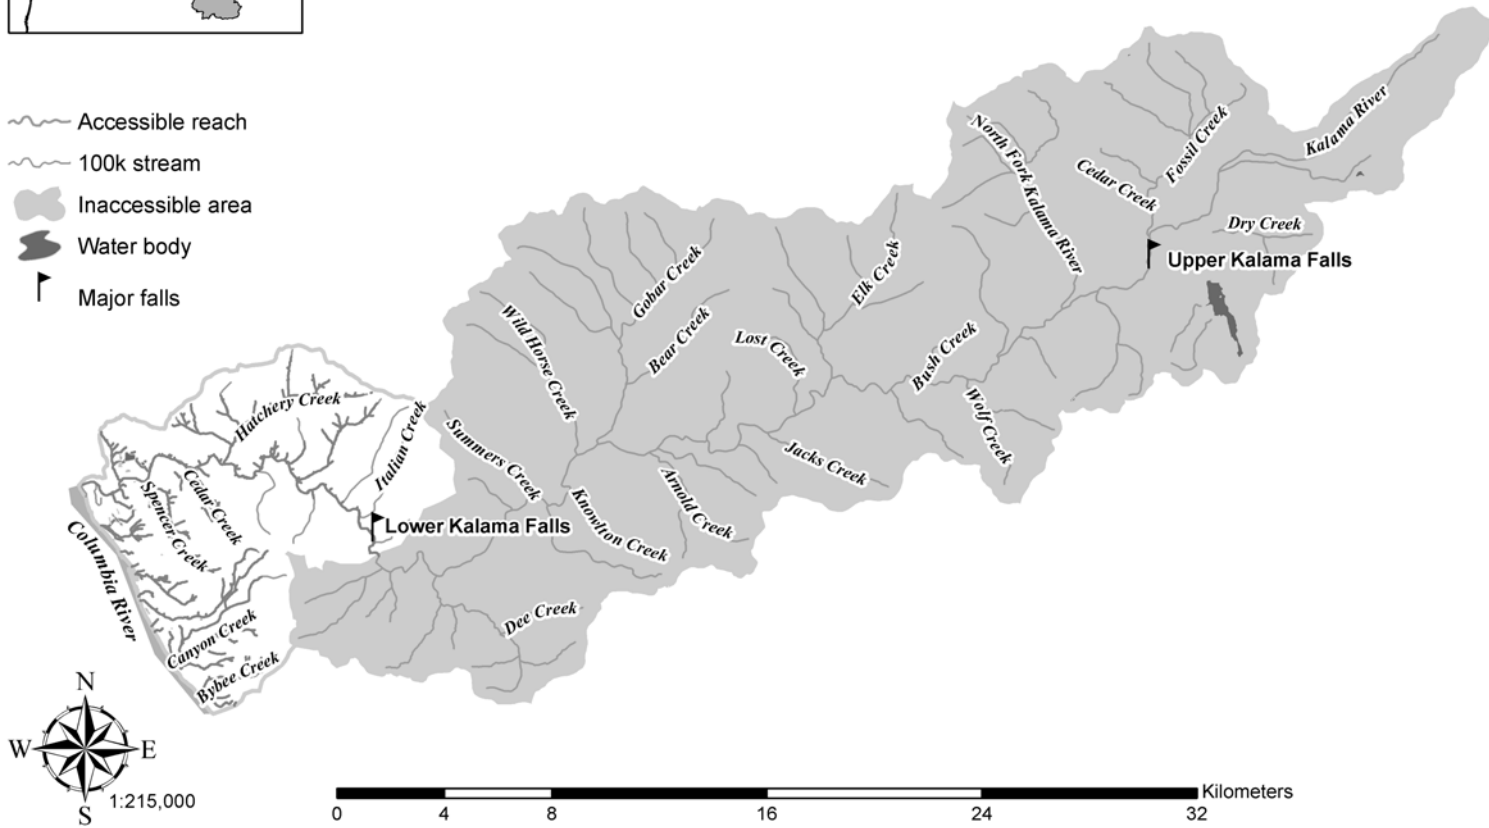 Accessible reach
100k stream
Inaccessible area
Water body
Major falls
Kalama River
North Fork Kalama River
Fossil Creek
Cedar Creek
Dry Creek
Upper Kalama Falls
Gobar Creek
Elk Creek
Wild Horse Creek
Bear Creek
Lost Creek
Bush Creek
Wolf Creek
Hatchery Creek
Italian Creek
Summers Creek
Jacks Creek
Cedar Creek
Spencer Creek
Arnold Creek
Knowlton Creek
Lower Kalama Falls
Columbia River
Dee Creek
Canyon Creek
Bybee Creek
N
W
E
S
1:215,000
Kilometers
0
4
8
16
24
32